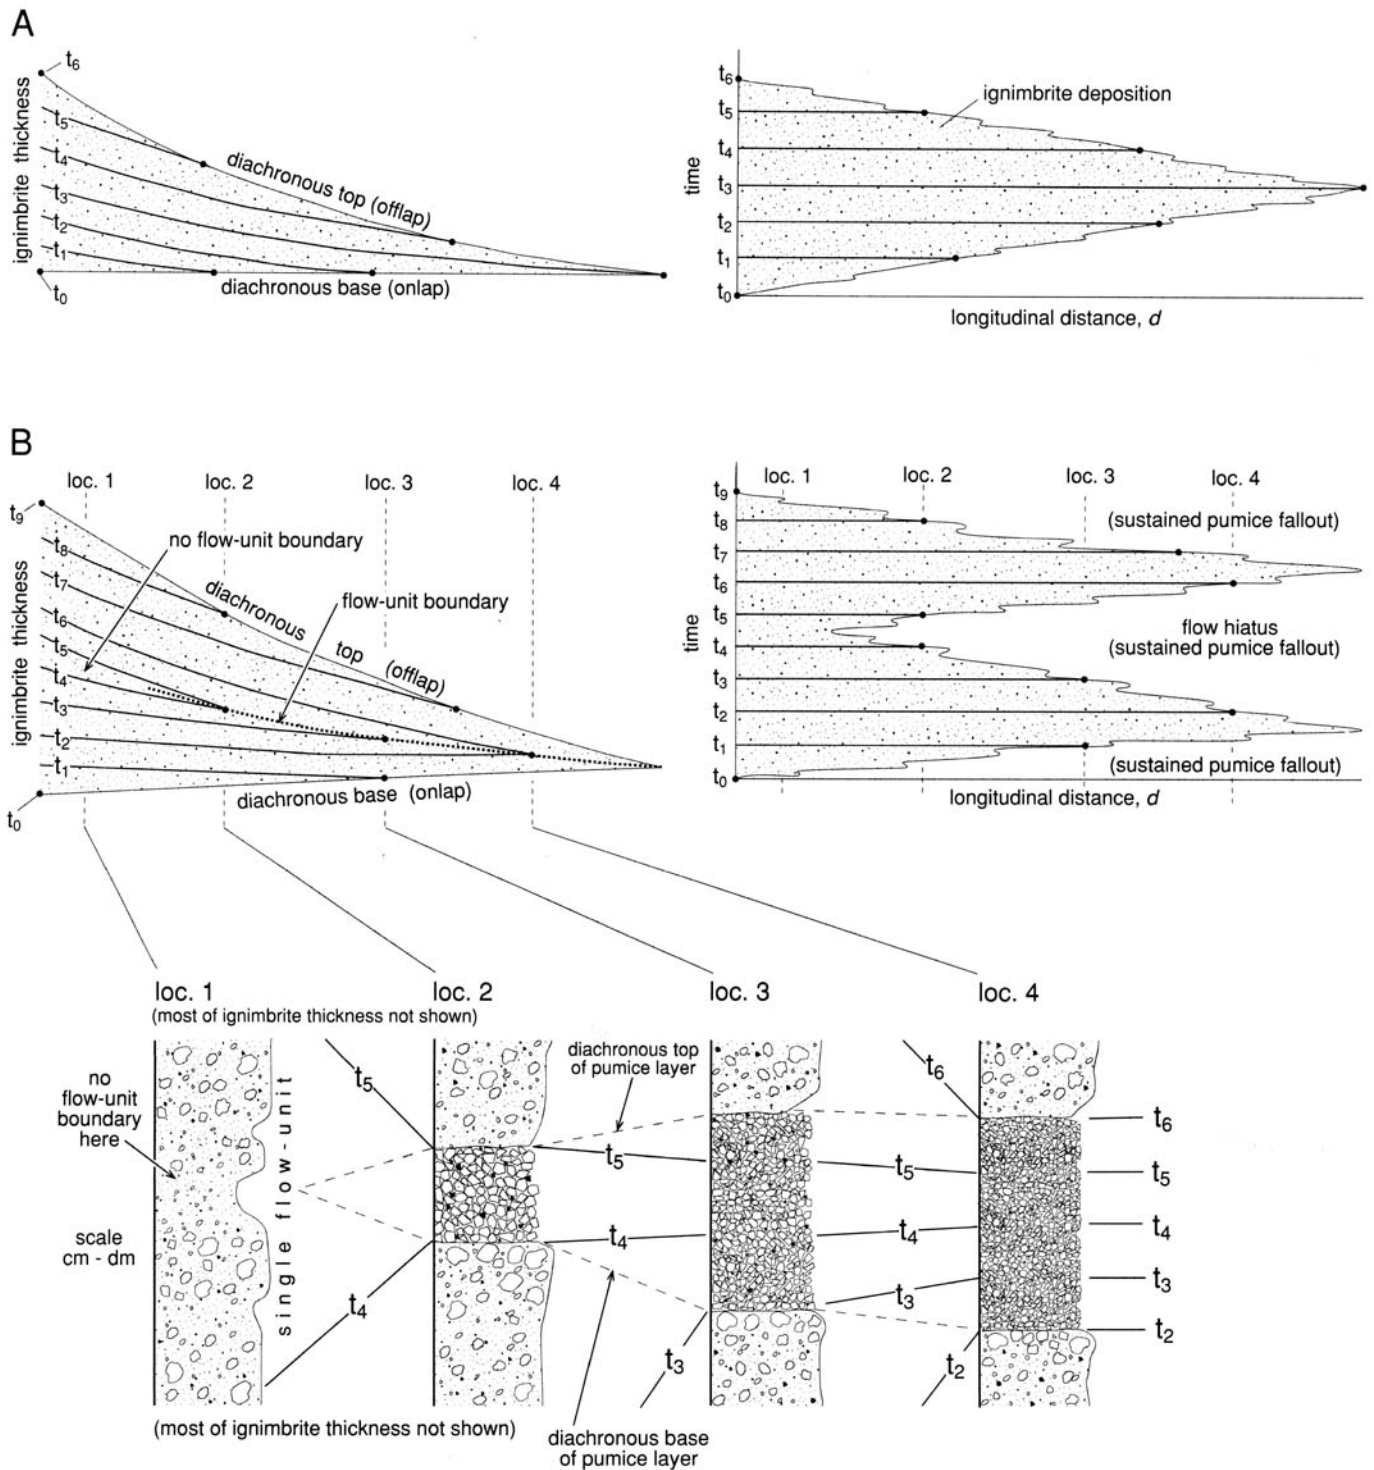 A
t6
t5
t4
t3
t2
t1
t0
ignimbrite thickness
diachronous top (offlap)
diachronous base (onlap)
t6
t5
t4
t3
t2
t1
t0
time
ignimbrite deposition
longitudinal distance, d
B
loc. 1
loc. 2
loc. 3
loc. 4
t9
t8
t7
t6
t5
t4
t3
t2
t1
t0
ignimbrite thickness
no flow-unit boundary
flow-unit boundary
diachronous top (offlap)
diachronous base (onlap)
loc. 1
loc. 2
loc. 3
loc. 4
t9
t8
t7
t6
t5
t4
t3
t2
t1
t0
time
(sustained pumice fallout)
flow hiatus
(sustained pumice fallout)
(sustained pumice fallout)
longitudinal distance, d
loc. 1
(most of ignimbrite thickness not shown)
loc. 2
loc. 3
loc. 4
no
flow-unit
boundary
here
scale
cm - dm
single flow-unit
t5
t4
diachronous top
of pumice layer
t5
t4
t3
diachronous base
of pumice layer
t5
t4
t3
t6
t2
t6
t5
t4
t3
t2
(most of ignimbrite thickness not shown)